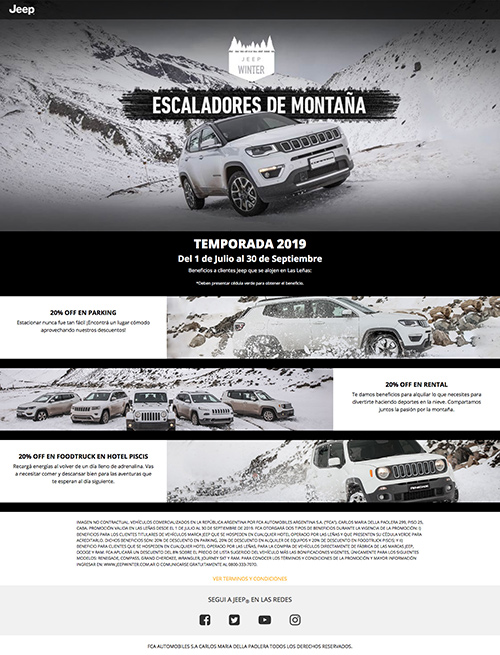 Jeep
JEEP
WINTER
ESCALADORES DE MONTAÑA
TEMPORADA 2019
Del 1 de Julio al 30 de Septiembre
Beneficios a clientes Jeep que se alojen en Las Leñas:
*Deben presentar cédula verde para obtener el beneficio.
20% OFF EN PARKING
Estacionar nunca fue tan fácil ¡Encontrá un lugar cómodo
aprovechando nuestros descuentos!
20% OFF EN RENTAL
Te damos beneficios para alquilar lo que necesites para
divertirte haciendo deportes en la nieve. Compartamos
juntos la pasión por la montaña.
20% OFF EN FOODTRUCK EN HOTEL PISCIS
Recargá energías al volver de un día lleno de adrenalina. Vas
a necesitar comer y descansar bien para las aventuras que
te esperan al día siguiente.
IMAGEN NO CONTRACTUAL. VEHÍCULOS COMERCIALIZADOS EN LA REPÚBLICA ARGENTINA POR FCA AUTOMOBILES ARGENTINA S.A. ("FCA"), CARLOS MARIA DELLA PAOLERA 299, PISO 25,
CABA. PROMOCIÓN VALIDA EN LAS LEÑAS DESDE EL 1 DE JULIO AL 30 DE SEPTIEMBRE DE 2019. FCA OTORGARÁ DOS TIPOS DE BENEFICIOS DURANTE LA VIGENCIA DE LA PROMOCIÓN: I)
BENEFICIOS PARA LOS CLIENTES TITULARES DE VEHÍCULOS MARCA JEEP QUE SE HOSPEDEN EN CUALQUIER HOTEL OPERADO POR LAS LEÑAS Y QUE PRESENTEN SU CÉDULA VERDE PARA
ACREDITARLO. DICHOS BENEFICIOS SON: 20% DE DESCUENTO EN PARKING, 20% DE DESCUENTO EN ALQUILER DE EQUIPOS Y 20% DE DESCUENTO EN FOODTRUCK PISCIS; Y II)
BENEFICIO PARA CLIENTES QUE SE HOSPEDEN EN CUALQUIER HOTEL OPERADO POR LAS LEÑAS, PARA LA COMPRA DE VEHÍCULOS DIRECTAMENTE DE FÁBRICA DE LAS MARCAS JEEP,
DODGE Y RAM. FCA APLICARÁ UN DESCUENTO DEL 8% SOBRE EL PRECIO DE LISTA SUGERIDO DEL VEHÍCULO MÁS LAS BONIFICACIONES VIGENTES, ÚNICAMENTE PARA LOS SIGUIENTES
MODELOS: RENEGADE, COMPASS, GRAND CHEROKEE, WRANGLER, JOURNEY 5X7 Y RAM. PARA CONOCER LOS TÉRMINOS Y CONDICIONES DE LA PROMOCIÓN Y MAYOR INFORMACIÓN
INGRESAR EN: WWW.JEEPWINTER.COM.AR O COMUNICARSE GRATUITAMENTE AL 0800-333-7070.
VER TERMINOS Y CONDICIONES
SEGUI A JEEP® EN LAS REDES
FCA AUTOMOBILES S.A CARLOS MARIA DELLA PAOLERA TODOS LOS DERECHOS RESERVADOS.